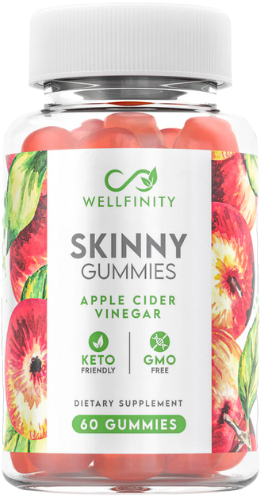 WELLFINITY
SKINNY
GUMMIES
APPLE CIDER
VINEGAR
KETO
FRIENDLY
GMO
FREE
DIETARY SUPPLEMENT
60 GUMMIES